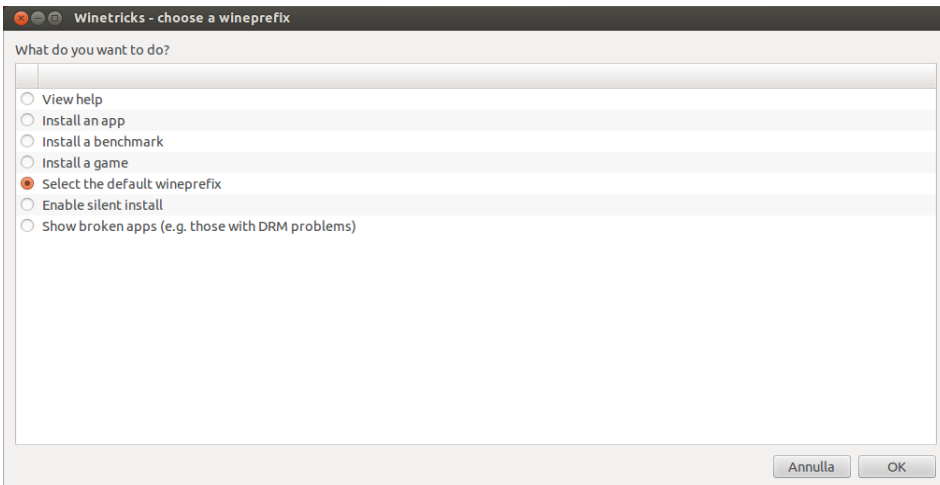 Winetricks - choose a wineprefix
What do you want to do?
View help
Install an app
Install a benchmark
Install a game
Select the default wineprefix
Enable silent install
Show broken apps (e.g. those with DRM problems)
Annulla OK